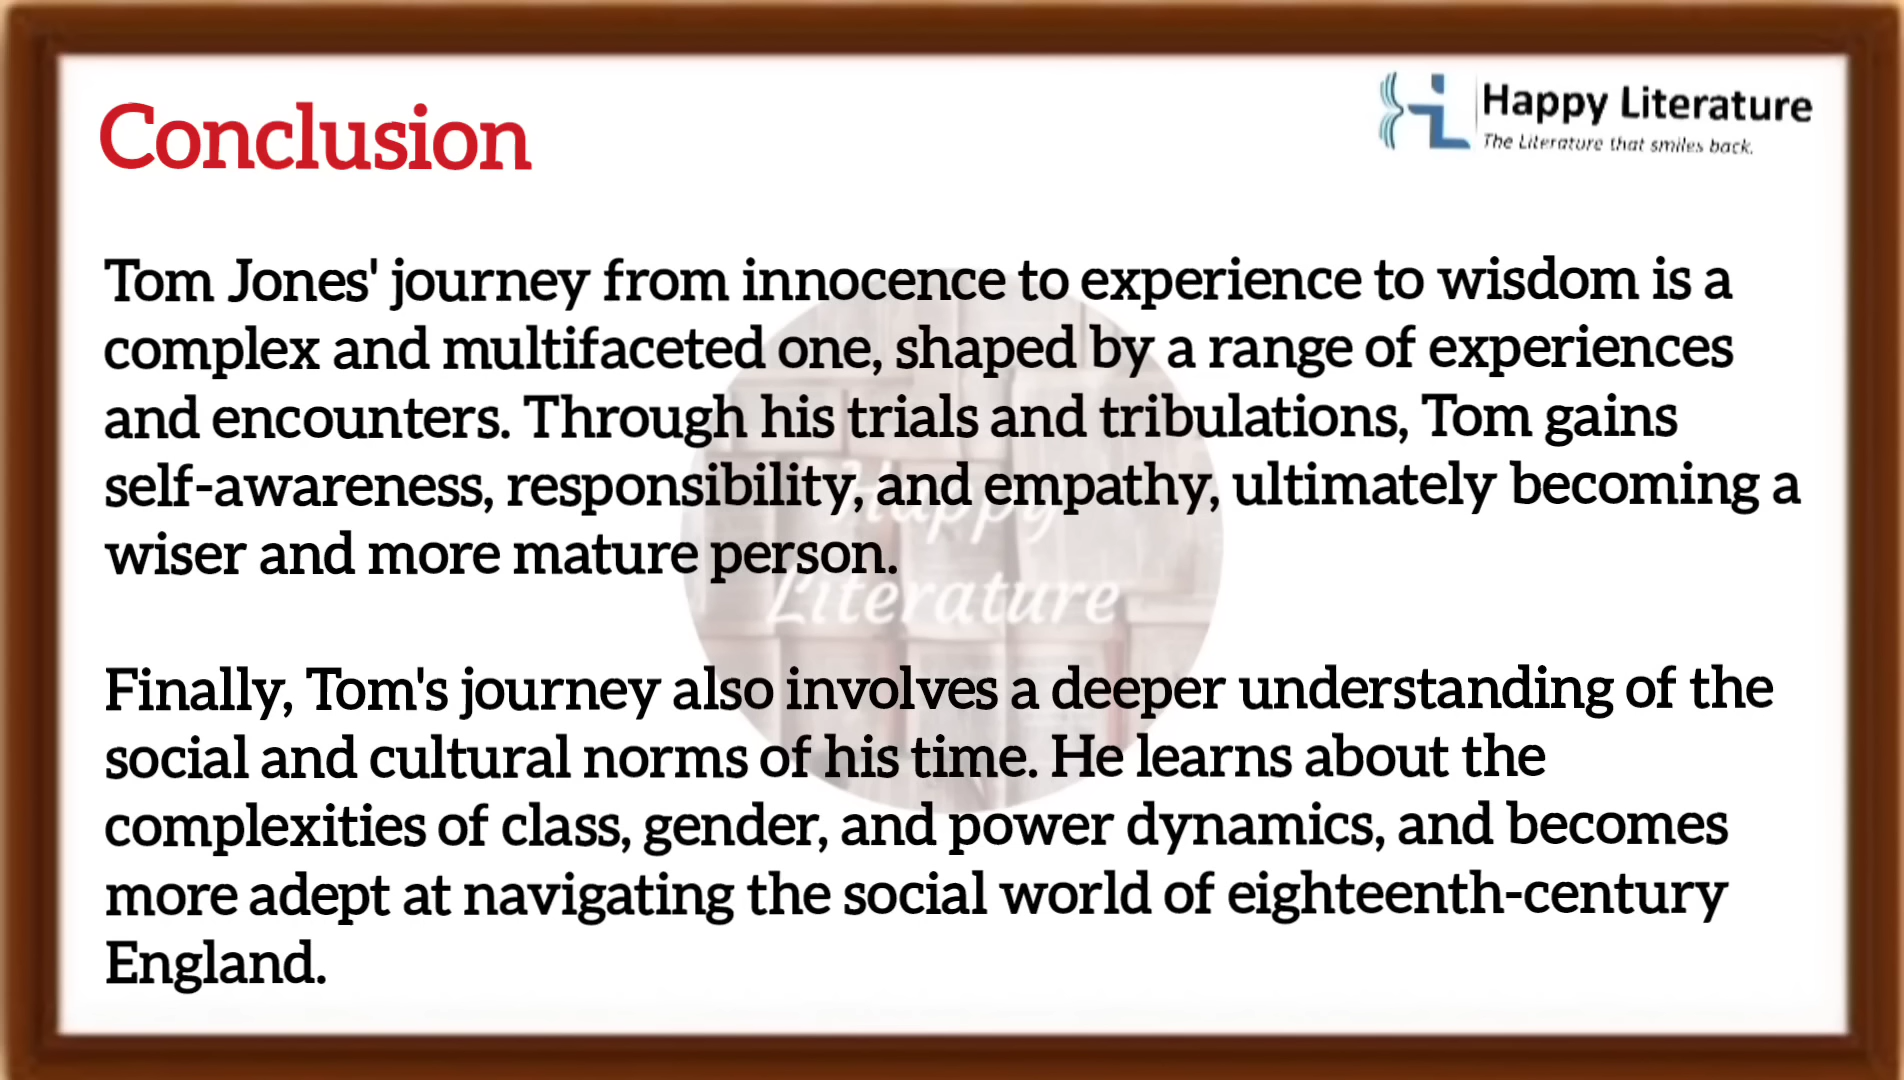 Conclusion
Happy Literature
The Literature that smiles back.
Tom Jones' journey from innocence to experience to wisdom is a
complex and multifaceted one, shaped by a range of experiences
and encounters. Through his trials and tribulations, Tom gains
self-awareness, responsibility, and empathy, ultimately becoming a
wiser and more mature person.
Happy
Literature
Finally, Tom's journey also involves a deeper understanding of the
social and cultural norms of his time. He learns about the
complexities of class, gender, and power dynamics, and becomes
more adept at navigating the social world of eighteenth-century
England.